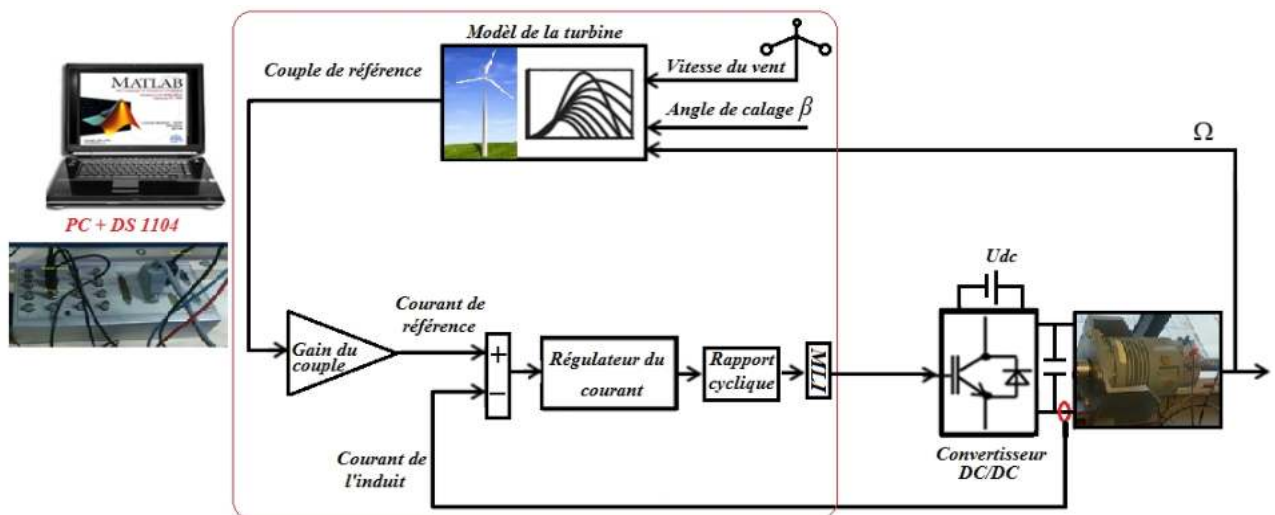 Modèl de la turbine
Couple de référence
Vitesse du vent
Angle de calage β
Ω
MATLAB
PC + DS 1104
Udc
Courant de
référence
Gain du
couple
+
−
Régulateur du
courant
Rapport
cyclique
MLI
Courant de
l'induit
Convertisseur
DC/DC